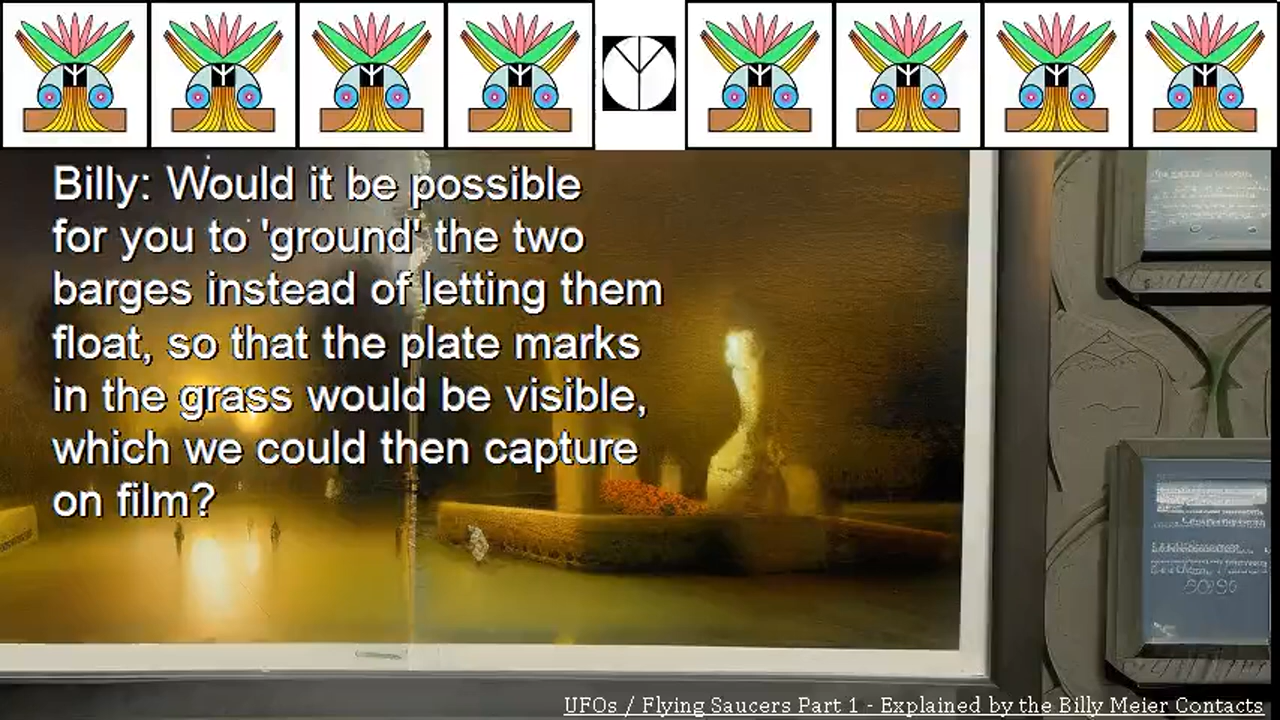 Billy: Would it be possible
for you to 'ground' the two
barges instead of letting them
float, so that the plate marks
in the grass would be visible,
which we could then capture
on film?
UFOs / Flying Saucers Part 1 - Explained by the Billy Meier Contacts